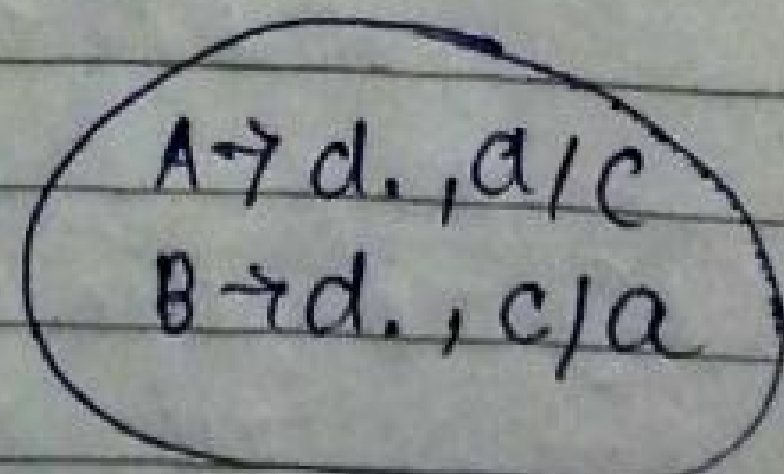 A → d. , a / c
B → d. , c / a